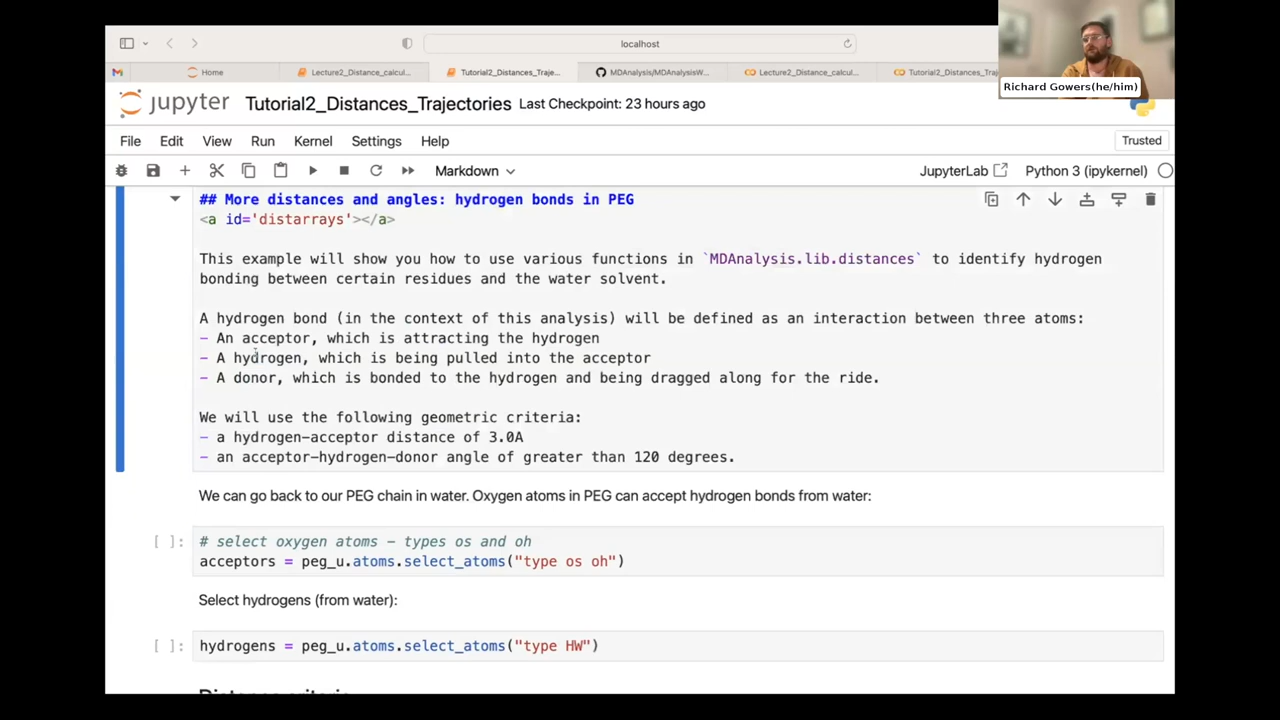 localhost
Home
Lecture2_Distance_calcul...
Tutorial2_Distances_Traje...
MDAnalysis/MDAnalysisW...
Lecture2_Distance_calcul...
Tutorial2_Distances_Tra
Richard Gowers(he/him)
jupyter
Tutorial2_Distances_Trajectories Last Checkpoint: 23 hours ago
File Edit View Run Kernel Settings Help
Trusted
Markdown
JupyterLab
Python 3 (ipykernel)
## More distances and angles: hydrogen bonds in PEG
<a id='distarrays'></a>
This example will show you how to use various functions in `MDAnalysis.lib.distances` to identify hydrogen
bonding between certain residues and the water solvent.
A hydrogen bond (in the context of this analysis) will be defined as an interaction between three atoms:
- An acceptor, which is attracting the hydrogen
- A hydrogen, which is being pulled into the acceptor
- A donor, which is bonded to the hydrogen and being dragged along for the ride.
We will use the following geometric criteria:
- a hydrogen-acceptor distance of 3.0A
- an acceptor-hydrogen-donor angle of greater than 120 degrees.
We can go back to our PEG chain in water. Oxygen atoms in PEG can accept hydrogen bonds from water:
[ ]: # select oxygen atoms - types os and oh
acceptors = peg_u.atoms.select_atoms("type os oh")
Select hydrogens (from water):
[ ]: hydrogens = peg_u.atoms.select_atoms("type HW")